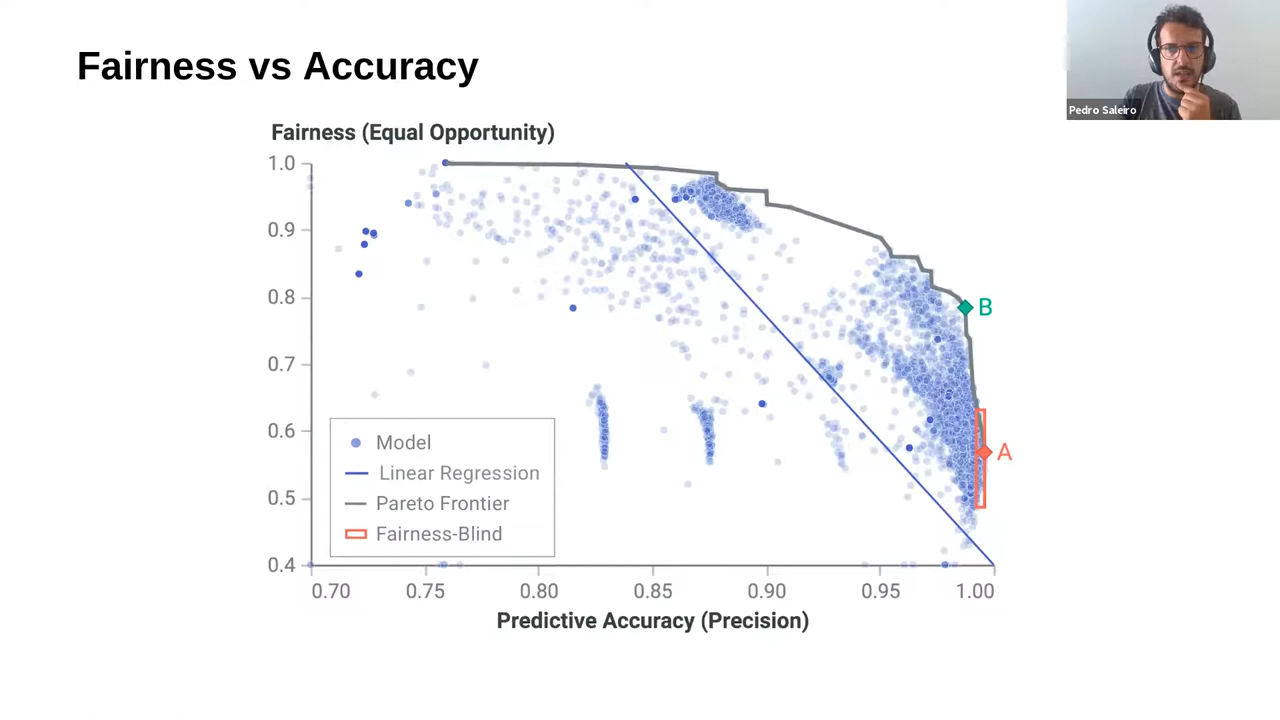 Fairness vs Accuracy
Pedro Saleiro
Fairness (Equal Opportunity)
1.0
0.9
0.8
0.7
0.6
0.5
0.4
B
A
Model
Linear Regression
Pareto Frontier
Fairness-Blind
0.70 0.75 0.80 0.85 0.90 0.95 1.00
Predictive Accuracy (Precision)